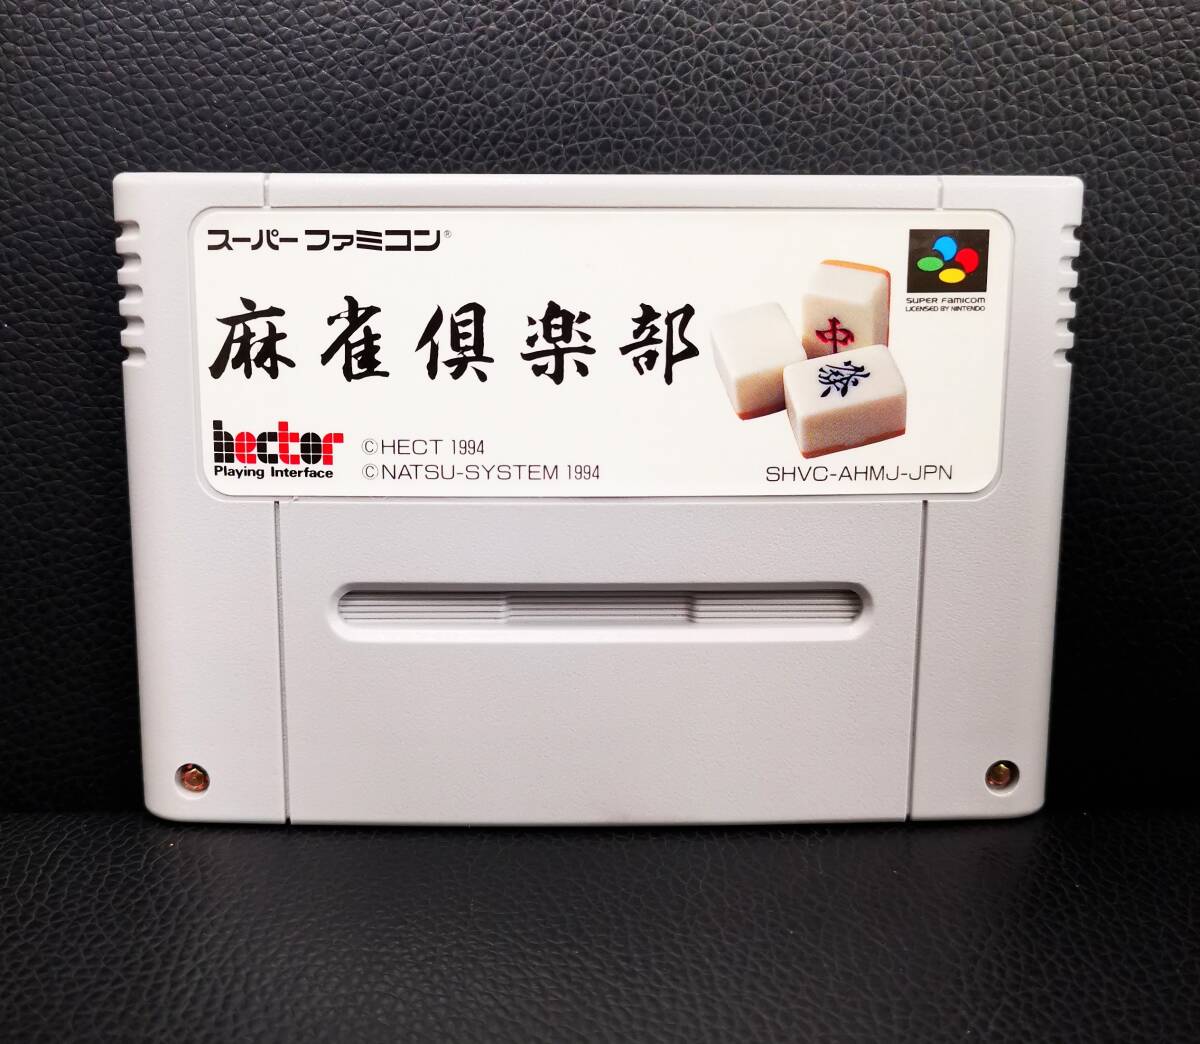 スーパーファミコン®
SUPER FAMICOM
LICENSED BY NINTENDO
麻雀倶楽部
中
發
hector
Playing Interface
©HECT 1994
©NATSU-SYSTEM 1994
SHVC-AHMJ-JPN